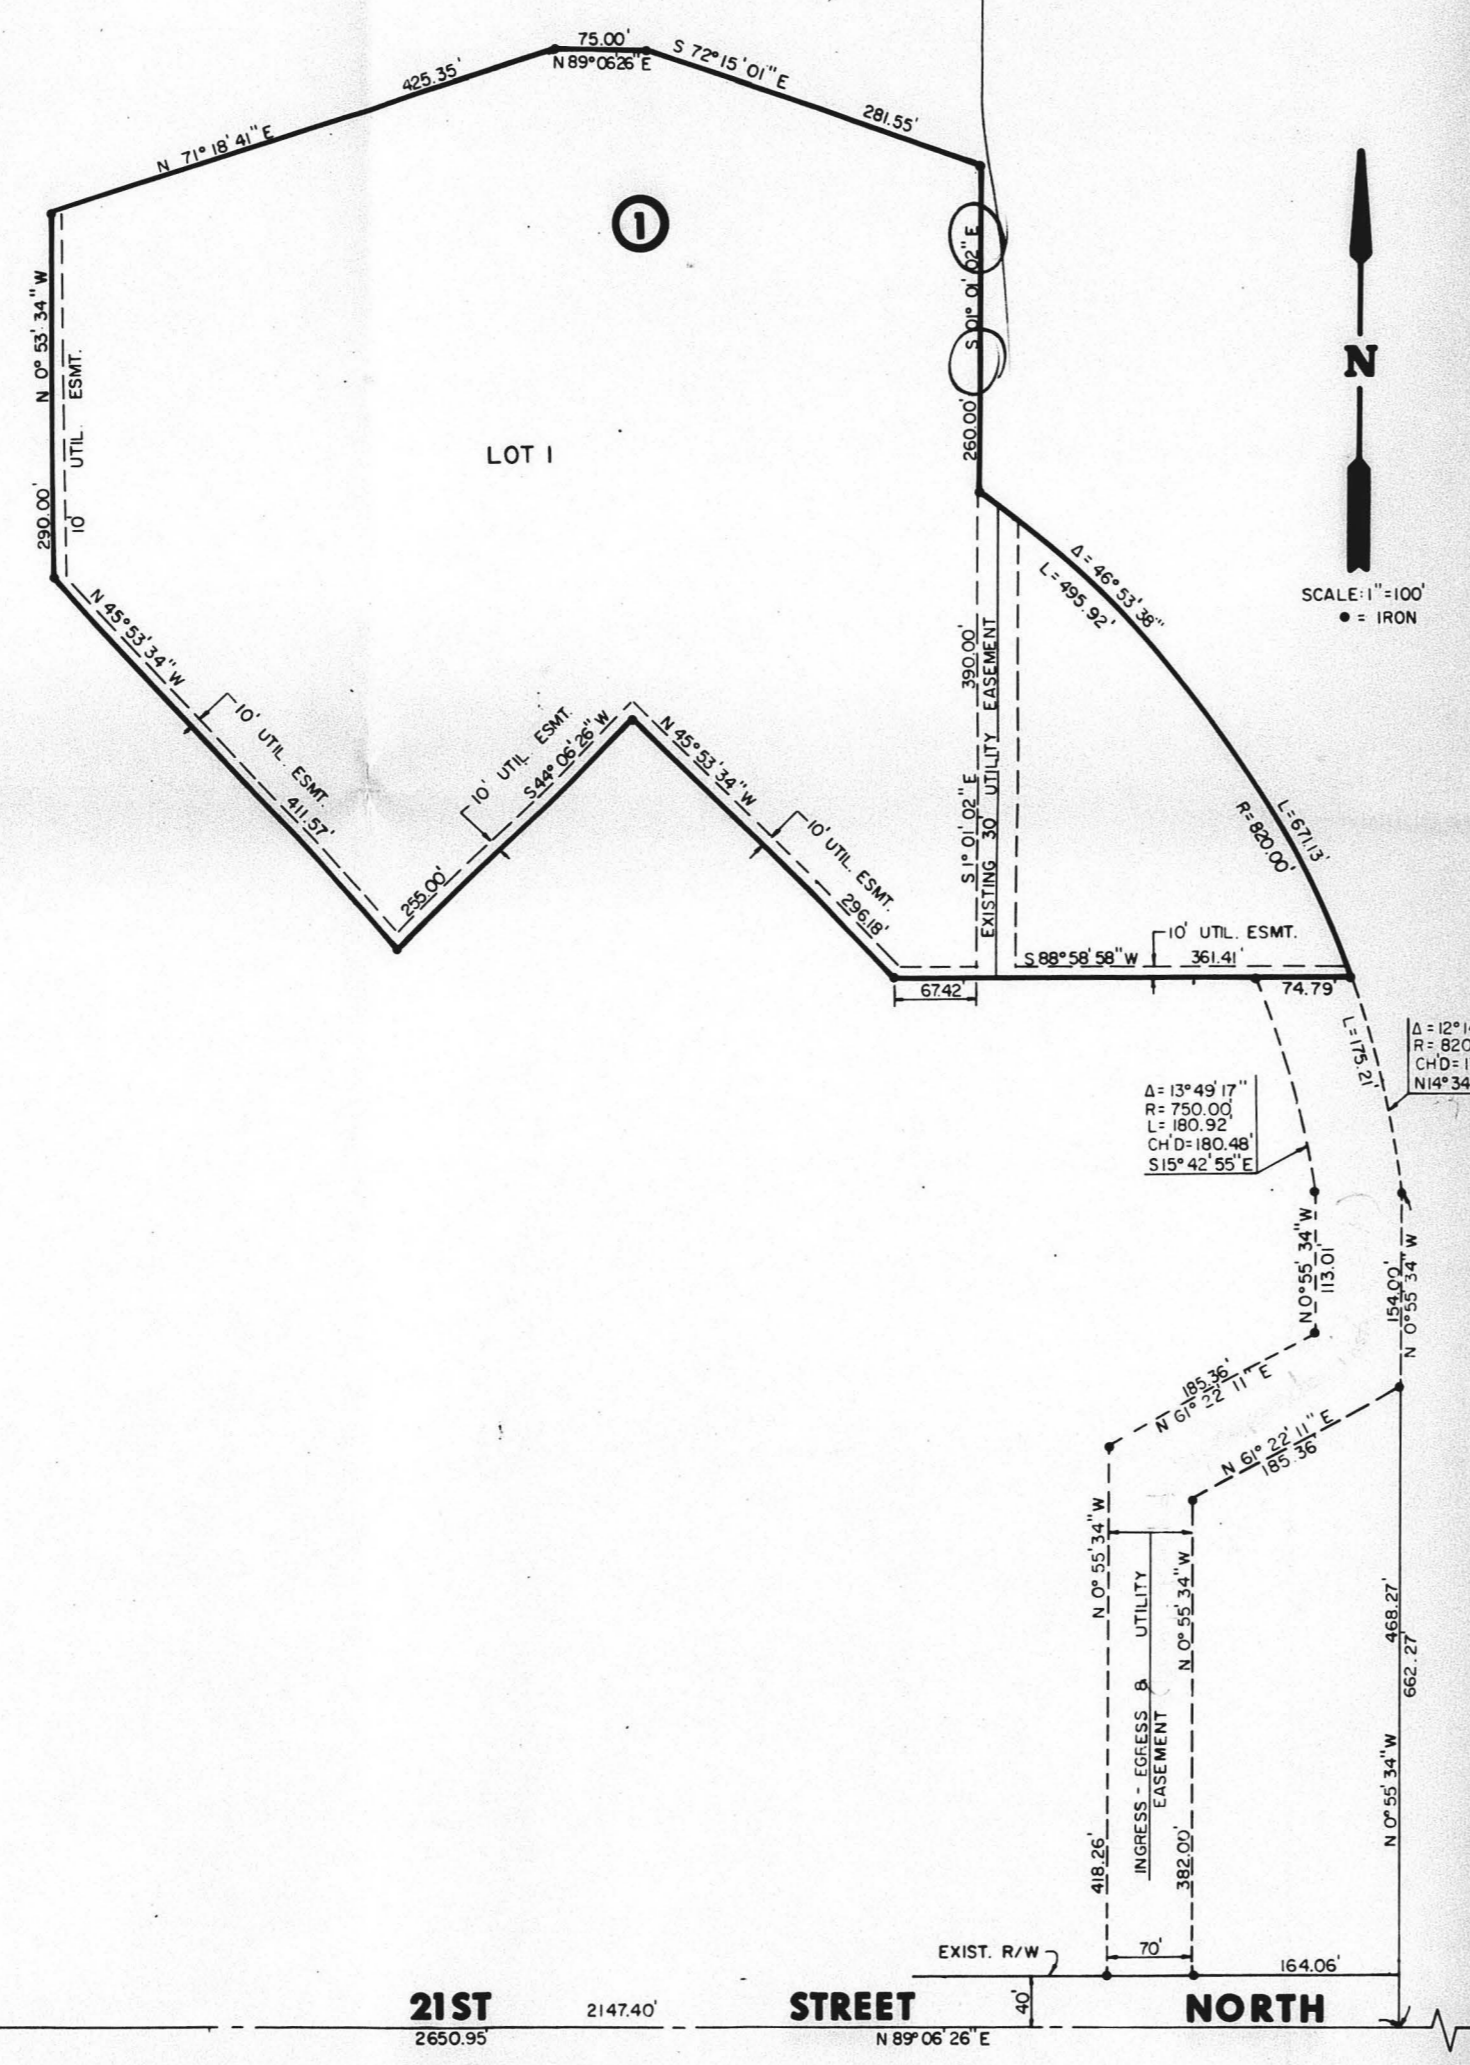 75.00'
N 89°06'26" E
S 72° 15' 01" E
425.35'
281.55'
N 71° 18' 41" E
1
S 01° 01' 02" E
260.00'
N 0° 53' 34" W
290.00'
10' UTIL. ESMT.
LOT 1
N
SCALE: 1" = 100'
● = IRON
Δ = 46° 53' 38"
L = 495.92'
L = 671.13'
R = 820.00'
N 45° 53' 34" W
10' UTIL. ESMT.
411.57'
10' UTIL. ESMT.
S 44° 06' 26" W
255.00'
N 45° 53' 34" W
10' UTIL. ESMT.
296.18'
390.00'
S 1° 01' 02" E
EXISTING 30' UTILITY EASEMENT
10' UTIL. ESMT.
S 88° 58' 58" W
361.41'
67.42'
74.79'
L = 175.21'
Δ = 12° 1
R = 820
CH'D = 1
N 14° 34
Δ = 13° 49' 17"
R = 750.00'
L = 180.92'
CH'D = 180.48'
S 15° 42' 55" E
N 0° 55' 34" W
113.01'
154.00'
N 0° 55' 34" W
185.36'
N 61° 22' 11" E
N 61° 22' 11" E
185.36'
N 0° 55' 34" W
418.26'
INGRESS - EGRESS & UTILITY
EASEMENT
N 0° 55' 34" W
382.00'
468.27'
662.27'
N 0° 55' 34" W
EXIST. R/W
70'
164.06'
40'
21ST STREET NORTH
2147.40'
2650.95'
N 89° 06' 26" E